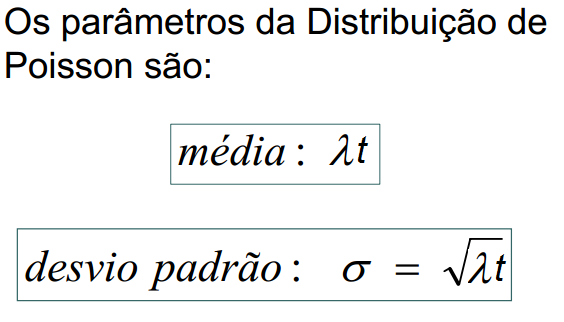 Os parâmetros da Distribuição de
Poisson são:
média : λt
desvio padrão : σ = √λt